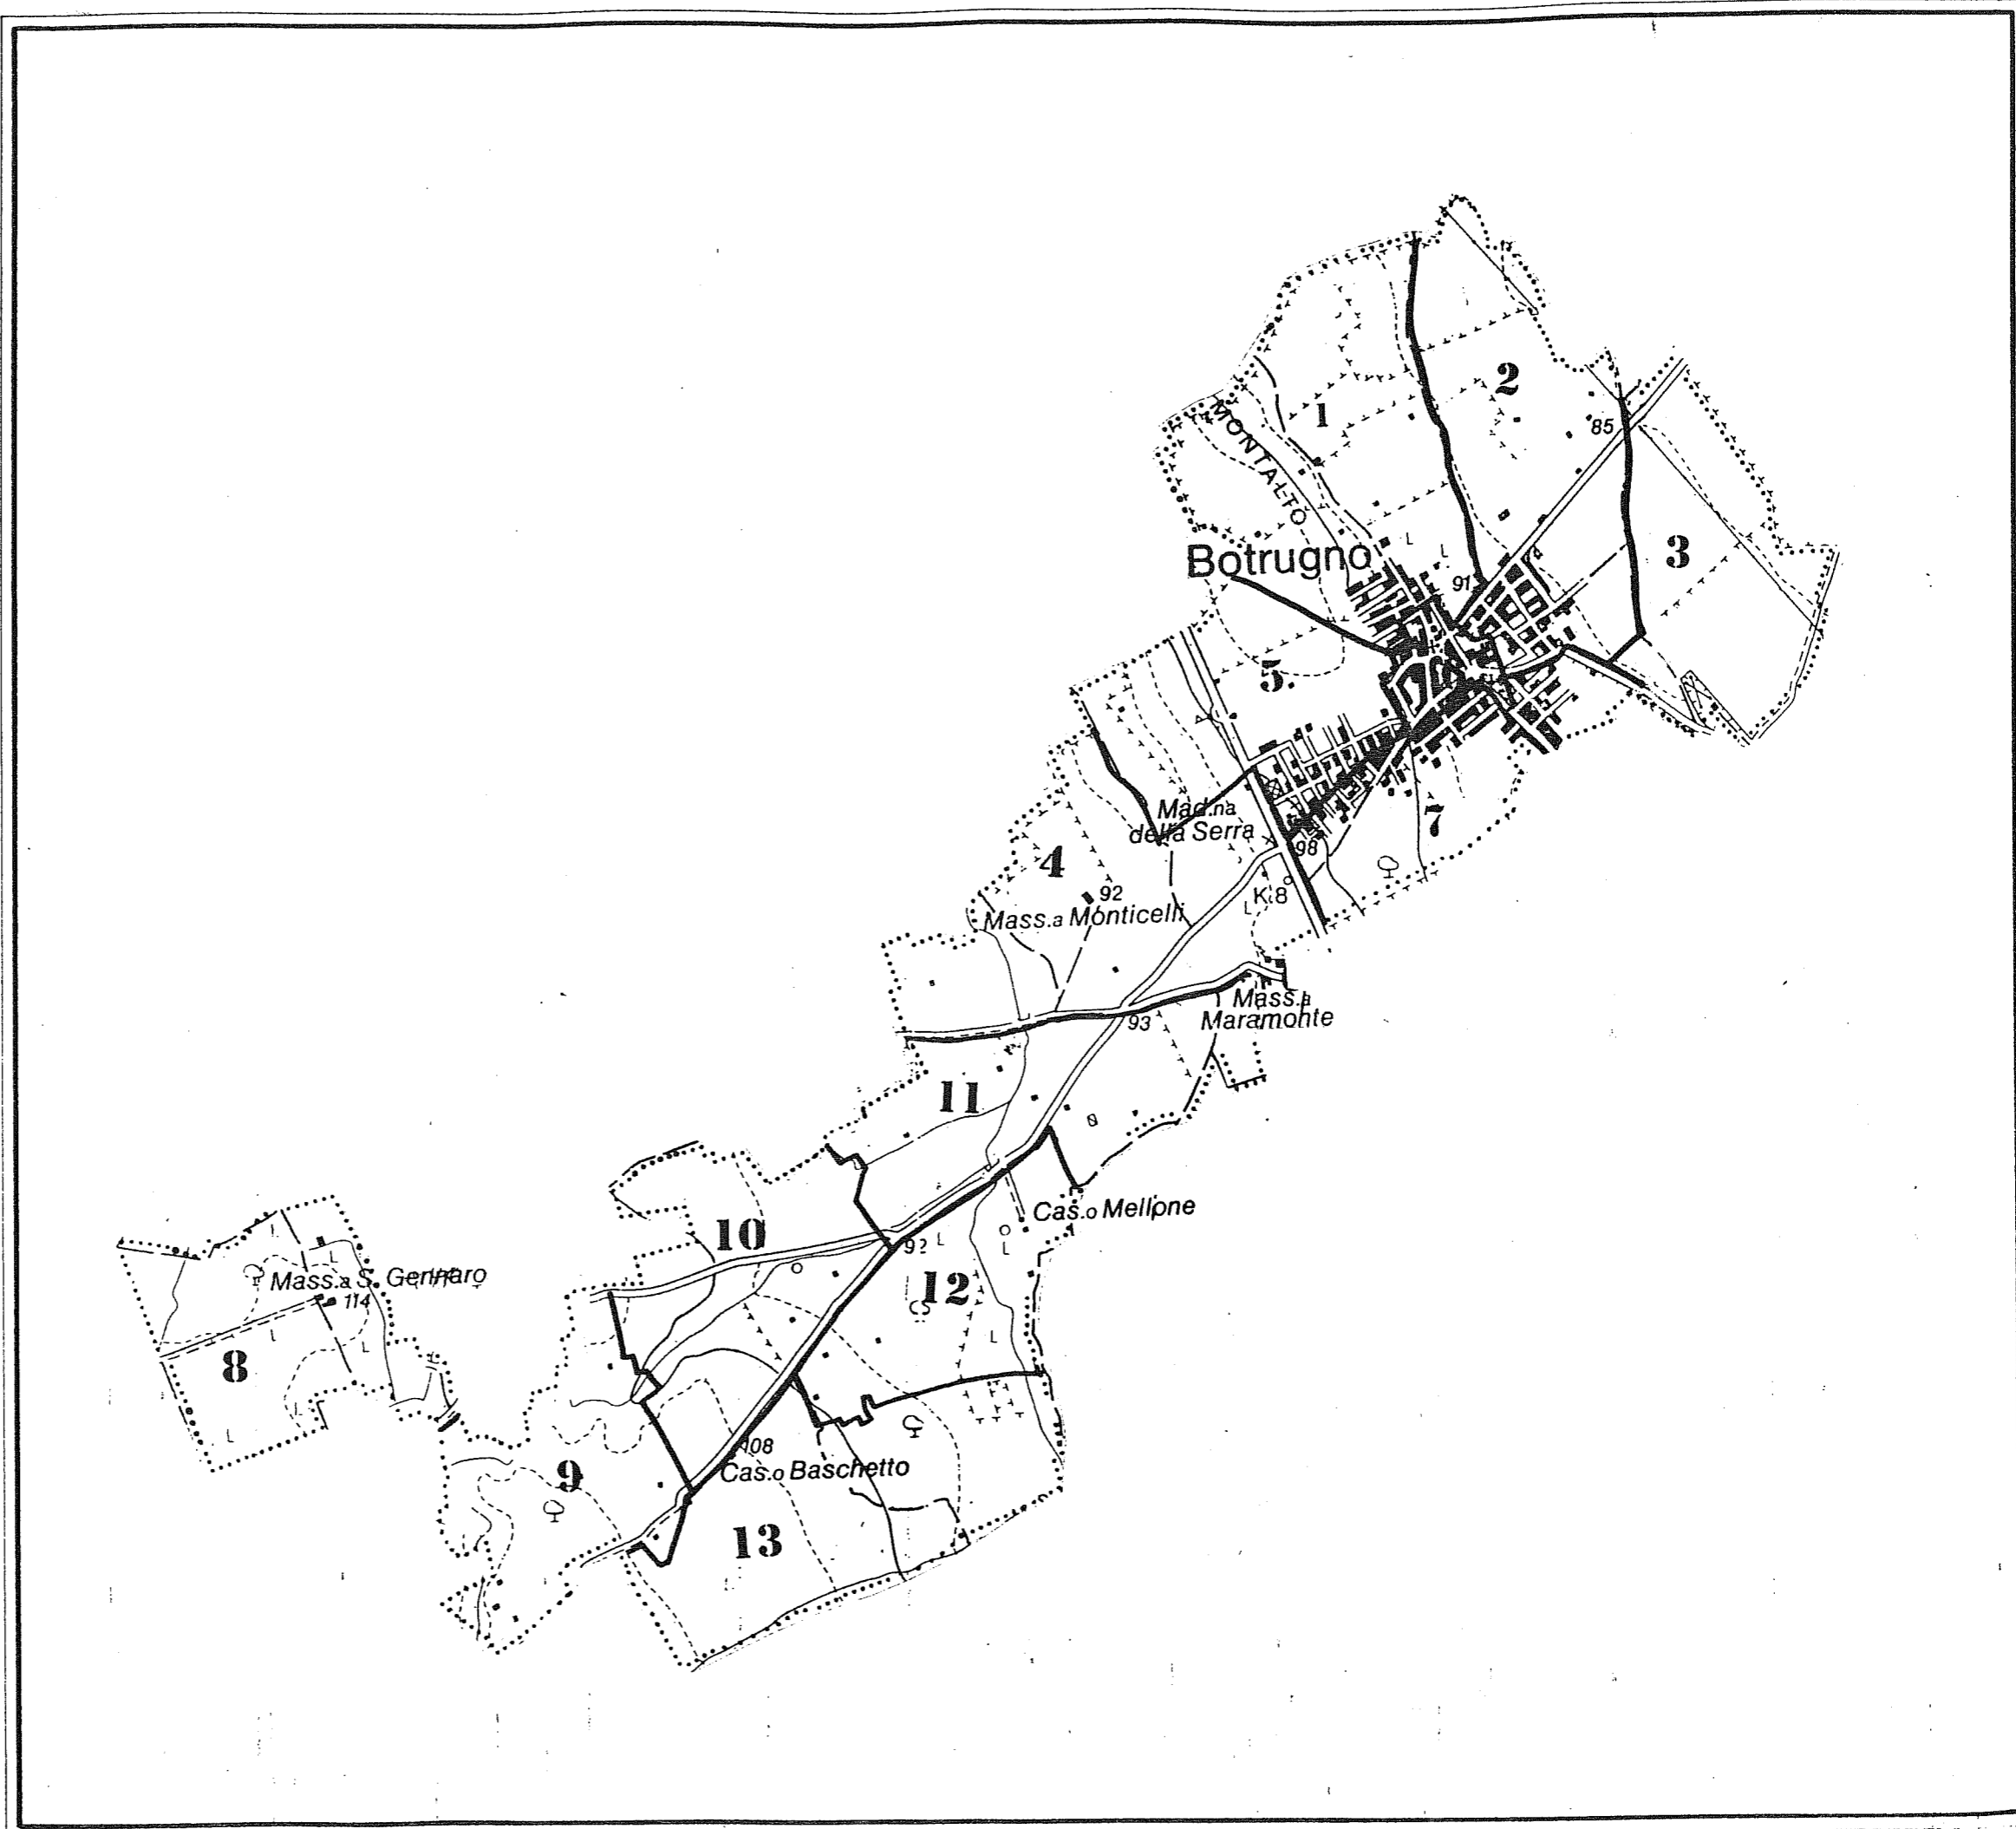 2
1
85
MONTALTO
3
Botrugno
91
5.
Mad.na
della Serra
7
98
4
92
K.8
Mass.a Monticelli
Mass.a
Maramonte
93
11
Cas.o Mellone
10
92
L
12
Mass.a S. Gennaro
114
8
108
Cas.o Baschetto
9
13